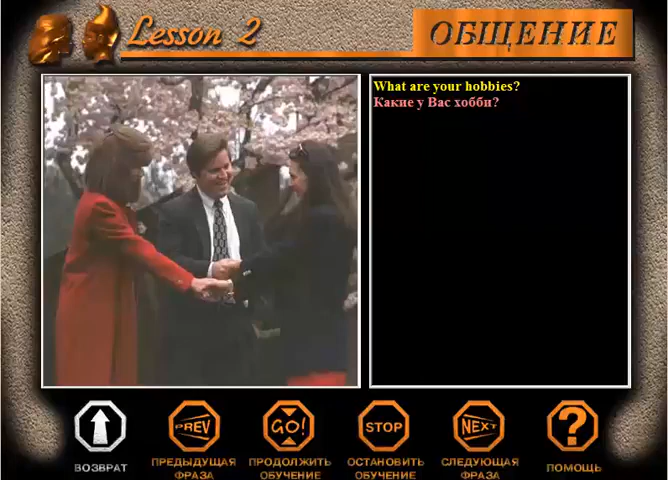 Lesson 2
ОБЩЕНИЕ
What are your hobbies?
Какие у Вас хобби?
PREV
GO!
STOP
NEXT
?
ВОЗВРАТ
ПРЕДЫДУЩАЯ ФРАЗА
ПРОДОЛЖИТЬ ОБУЧЕНИЕ
ОСТАНОВИТЬ ОБУЧЕНИЕ
СЛЕДУЮЩАЯ ФРАЗА
ПОМОЩЬ